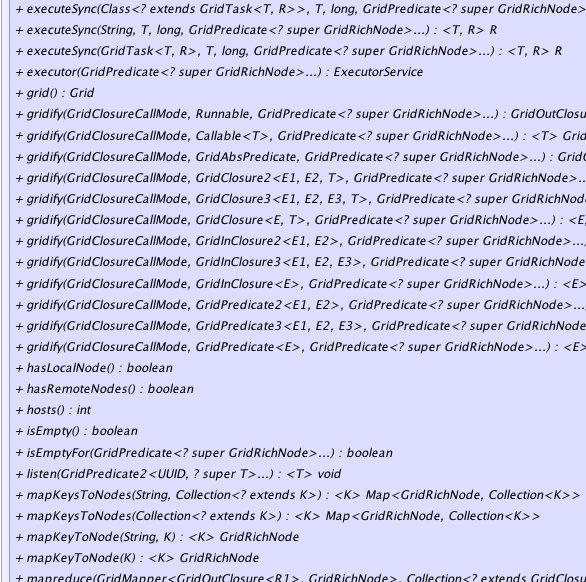 + executeSync(Class<? extends GridTask<T, R>>, T, long, GridPredicate<? super GridRichNode>
+ executeSync(String, T, long, GridPredicate<? super GridRichNode>...) : <T, R> R
+ executeSync(GridTask<T, R>, T, long, GridPredicate<? super GridRichNode>...) : <T, R> R
+ executor(GridPredicate<? super GridRichNode>...) : ExecutorService
+ grid() : Grid
+ gridify(GridClosureCallMode, Runnable, GridPredicate<? super GridRichNode>...) : GridOutClosu
+ gridify(GridClosureCallMode, Callable<T>, GridPredicate<? super GridRichNode>...) : <T> Grid
+ gridify(GridClosureCallMode, GridAbsPredicate, GridPredicate<? super GridRichNode>...) : Grid
+ gridify(GridClosureCallMode, GridClosure2<E1, E2, T>, GridPredicate<? super GridRichNode>...
+ gridify(GridClosureCallMode, GridClosure3<E1, E2, E3, T>, GridPredicate<? super GridRichNode
+ gridify(GridClosureCallMode, GridClosure<E, T>, GridPredicate<? super GridRichNode>...) : <E,
+ gridify(GridClosureCallMode, GridInClosure2<E1, E2>, GridPredicate<? super GridRichNode>...)
+ gridify(GridClosureCallMode, GridInClosure3<E1, E2, E3>, GridPredicate<? super GridRichNode
+ gridify(GridClosureCallMode, GridInClosure<E>, GridPredicate<? super GridRichNode>...) : <E>
+ gridify(GridClosureCallMode, GridPredicate2<E1, E2>, GridPredicate<? super GridRichNode>...)
+ gridify(GridClosureCallMode, GridPredicate3<E1, E2, E3>, GridPredicate<? super GridRichNode
+ gridify(GridClosureCallMode, GridPredicate<E>, GridPredicate<? super GridRichNode>...) : <E>
+ hasLocalNode() : boolean
+ hasRemoteNodes() : boolean
+ hosts() : int
+ isEmpty() : boolean
+ isEmptyFor(GridPredicate<? super GridRichNode>...) : boolean
+ listen(GridPredicate2<UUID, ? super T>...) : <T> void
+ mapKeysToNodes(String, Collection<? extends K>) : <K> Map<GridRichNode, Collection<K>>
+ mapKeysToNodes(Collection<? extends K>) : <K> Map<GridRichNode, Collection<K>>
+ mapKeyToNode(String, K) : <K> GridRichNode
+ mapKeyToNode(K) : <K> GridRichNode
+ mapreduce(GridMapper<GridOutClosure<R1>, GridRichNode>, Collection<? extends GridClosu